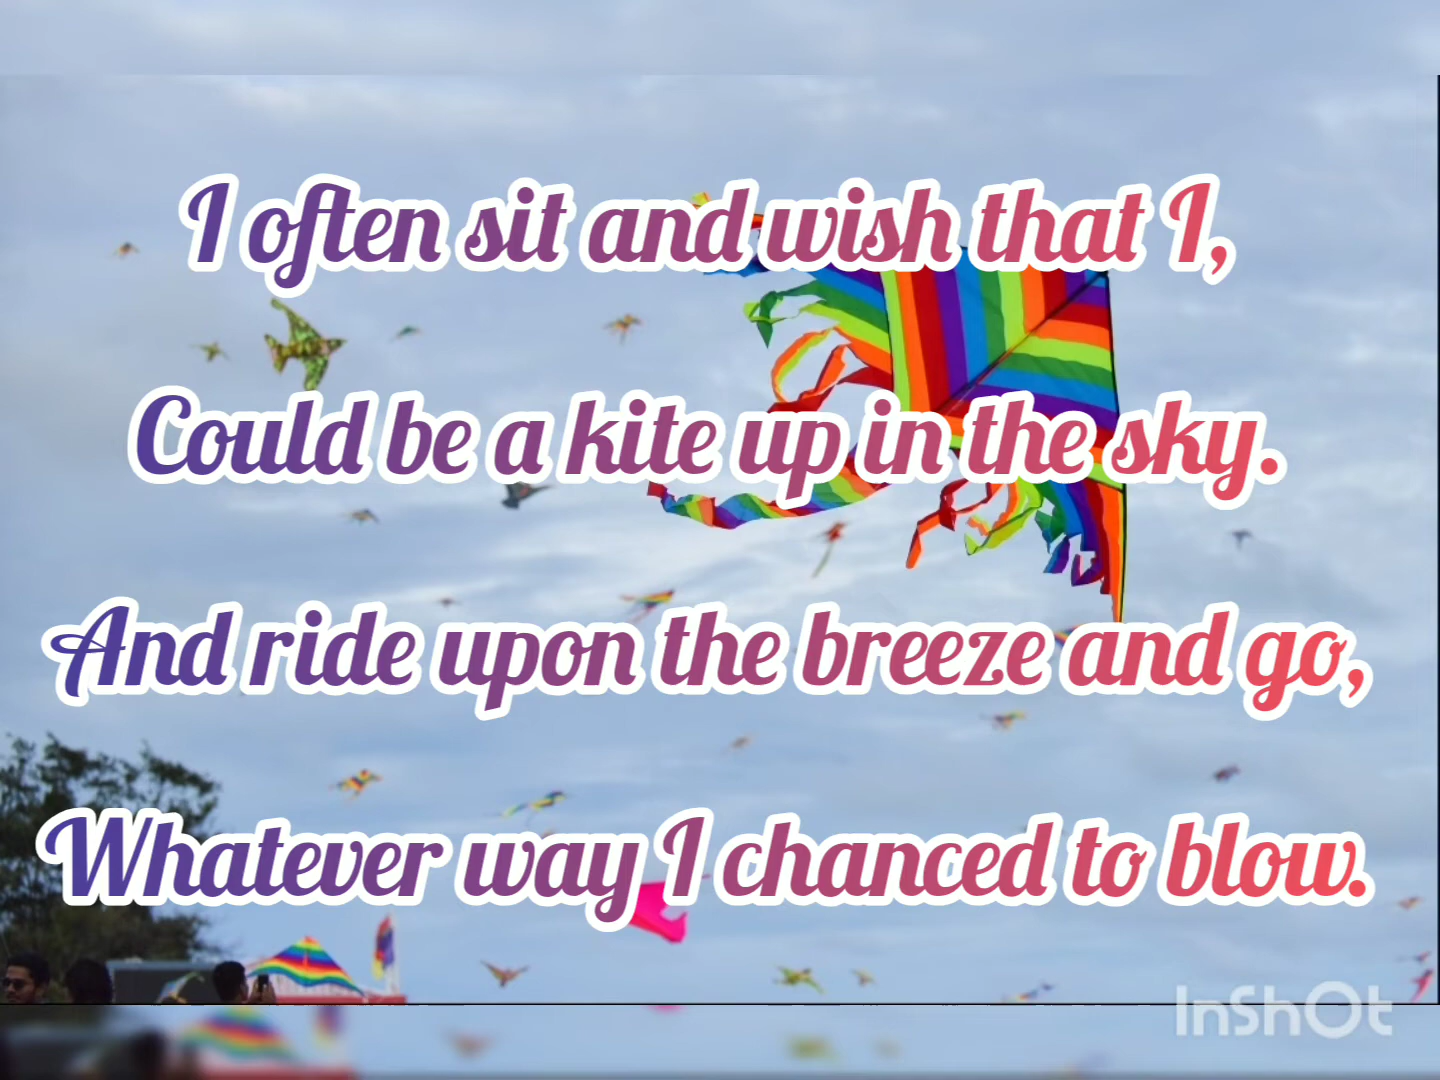 I often sit and wish that I,
Could be a kite up in the sky.
And ride upon the breeze and go,
Whatever way I chanced to blow.
InShOt